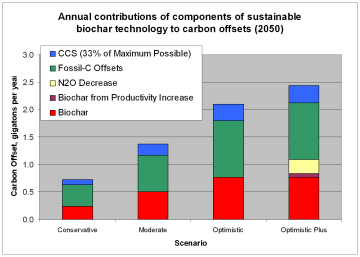 Annual contributions of components of sustainable
biochar technology to carbon offsets (2050)
CCS (33% of Maximum Possible)
Fossil-C Offsets
N2O Decrease
Biochar from Productivity Increase
Biochar
Carbon Offset, gigatons per year
3.0
2.5
2.0
1.5
1.0
0.5
0.0
Conservative
Moderate
Optimistic
Optimistic Plus
Scenario